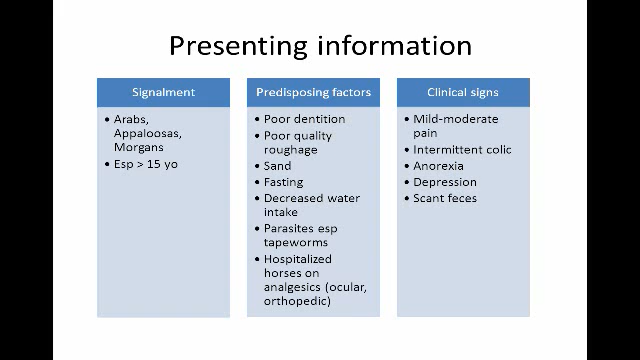 Presenting information
Signalment
• Arabs,
Appaloosas,
Morgans
• Esp > 15 yo
Predisposing factors
• Poor dentition
• Poor quality
roughage
• Sand
• Fasting
• Decreased water
intake
• Parasites esp
tapeworms
• Hospitalized
horses on
analgesics (ocular,
orthopedic)
Clinical signs
• Mild-moderate
pain
• Intermittent colic
• Anorexia
• Depression
• Scant feces